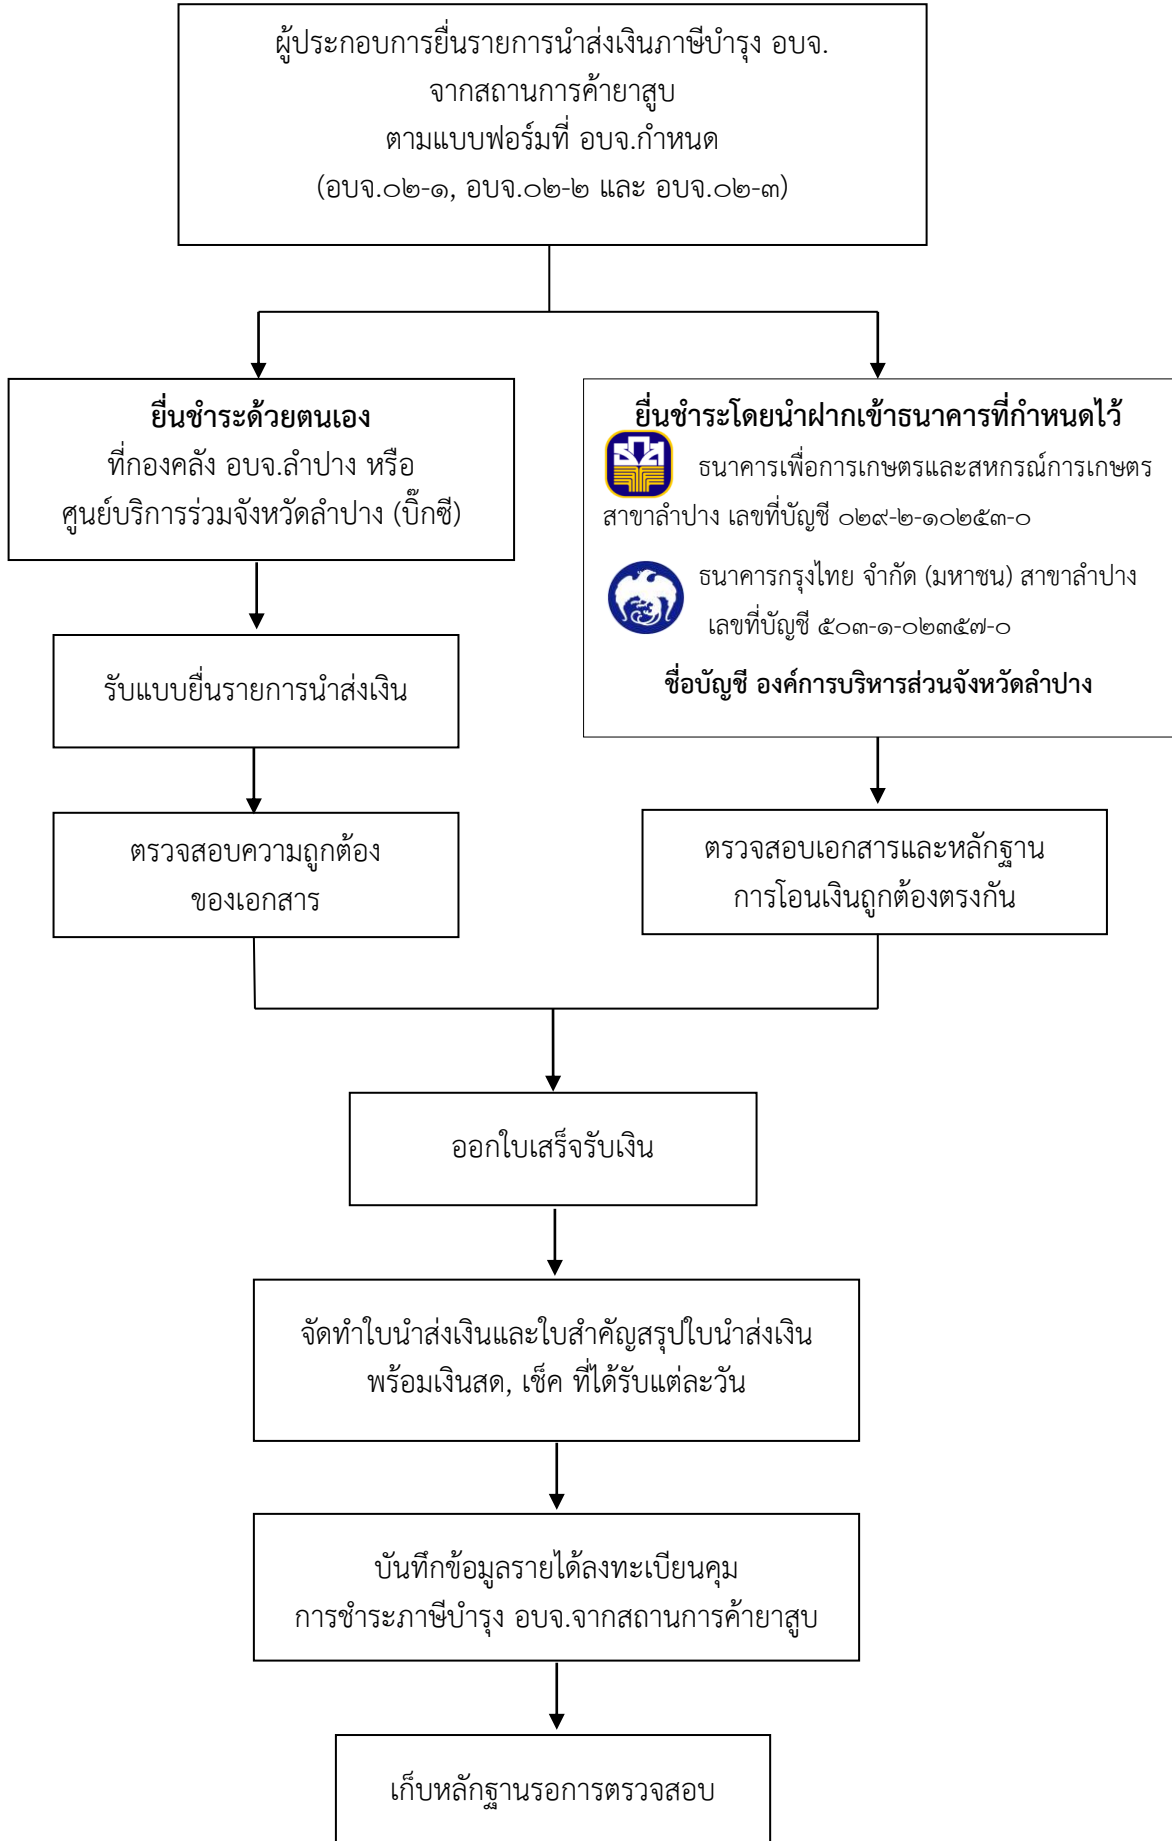 ผู้ประกอบการยื่นรายการนำส่งเงินภาษีบำรุง อบจ.
จากสถานการค้ายาสูบ
ตามแบบฟอร์มที่ อบจ.กำหนด
(อบจ.๐๒-๑, อบจ.๐๒-๒ และ อบจ.๐๒-๓)
ยื่นชำระด้วยตนเอง
ที่กองคลัง อบจ.ลำปาง หรือ
ศูนย์บริการร่วมจังหวัดลำปาง (บิ๊กซี)
รับแบบยื่นรายการนำส่งเงิน
ตรวจสอบความถูกต้อง
ของเอกสาร
ยื่นชำระโดยนำฝากเข้าธนาคารที่กำหนดไว้
ธกส
ธนาคารเพื่อการเกษตรและสหกรณ์การเกษตร
สาขาลำปาง เลขที่บัญชี ๐๒๙-๒-๑๐๒๕๓-๐
ธนาคารกรุงไทย จำกัด (มหาชน) สาขาลำปาง
เลขที่บัญชี ๕๐๓-๑-๐๒๓๕๗-๐
ชื่อบัญชี องค์การบริหารส่วนจังหวัดลำปาง
ตรวจสอบเอกสารและหลักฐาน
การโอนเงินถูกต้องตรงกัน
ออกใบเสร็จรับเงิน
จัดทำใบนำส่งเงินและใบสำคัญสรุปใบนำส่งเงิน
พร้อมเงินสด, เช็ค ที่ได้รับแต่ละวัน
บันทึกข้อมูลรายได้ลงทะเบียนคุม
การชำระภาษีบำรุง อบจ.จากสถานการค้ายาสูบ
เก็บหลักฐานรอการตรวจสอบ